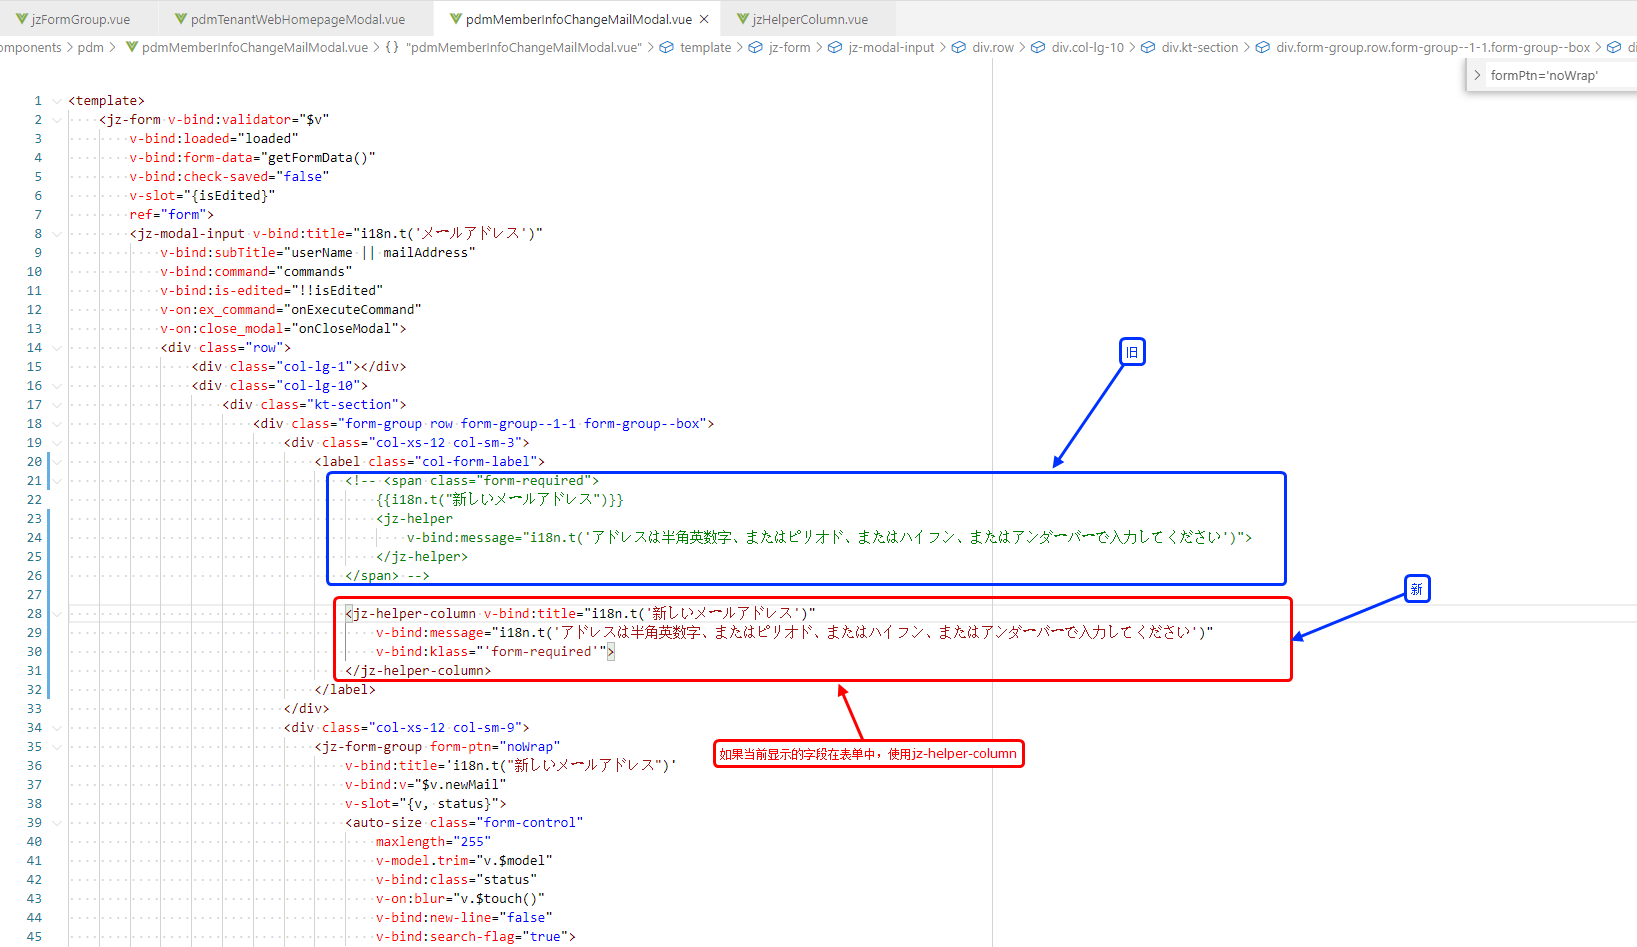 jzFormGroup.vue pdmTenantWebHomepageModal.vue pdmMemberInfoChangeMailModal.vue × jzHelperColumn.vue
omponents > pdm > pdmMemberInfoChangeMailModal.vue > {} "pdmMemberInfoChangeMailModal.vue" > template > jz-form > jz-modal-input > div.row > div.col-lg-10 > div.kt-section > div.form-group.row.form-group--1-1.form-group--box > di
> formPtn='noWrap'
1 <template>
2 <jz-form v-bind:validator="$v"
3 v-bind:loaded="loaded"
4 v-bind:form-data="getFormData()"
5 v-bind:check-saved="false"
6 v-slot="{isEdited}"
7 ref="form">
8 <jz-modal-input v-bind:title="i18n.t('メールアドレス')"
9 v-bind:subTitle="userName || mailAddress"
10 v-bind:command="commands"
11 v-bind:is-edited="!!isEdited"
12 v-on:ex_command="onExecuteCommand"
13 v-on:close_modal="onCloseModal">
14 <div class="row">
15 <div class="col-lg-1"></div>
旧
16 <div class="col-lg-10">
17 <div class="kt-section">
18 <div class="form-group row form-group--1-1 form-group--box">
19 <div class="col-xs-12 col-sm-3">
20 <label class="col-form-label">
21 <!-- <span class="form-required">
22 {{i18n.t("新しいメールアドレス")}}
23 <jz-helper
24 v-bind:message="i18n.t('アドレスは半角英数字、またはピリオド、またはハイフン、またはアンダーバーで入力してください')">
25 </jz-helper>
26 </span> -->
新
27
28 <jz-helper-column v-bind:title="i18n.t('新しいメールアドレス')"
29 v-bind:message="i18n.t('アドレスは半角英数字、またはピリオド、またはハイフン、またはアンダーバーで入力してください')"
30 v-bind:klass="'form-required'">
31 </jz-helper-column>
32 </label>
33 </div>
34 <div class="col-xs-12 col-sm-9">
35 <jz-form-group form-ptn="noWrap"
如果当前显示的字段在表单中，使用jz-helper-column
36 v-bind:title='i18n.t("新しいメールアドレス")'
37 v-bind:v="$v.newMail"
38 v-slot="{v, status}">
39 <auto-size class="form-control"
40 maxlength="255"
41 v-model.trim="v.$model"
42 v-bind:class="status"
43 v-on:blur="v.$touch()"
44 v-bind:new-line="false"
45 v-bind:search-flag="true">